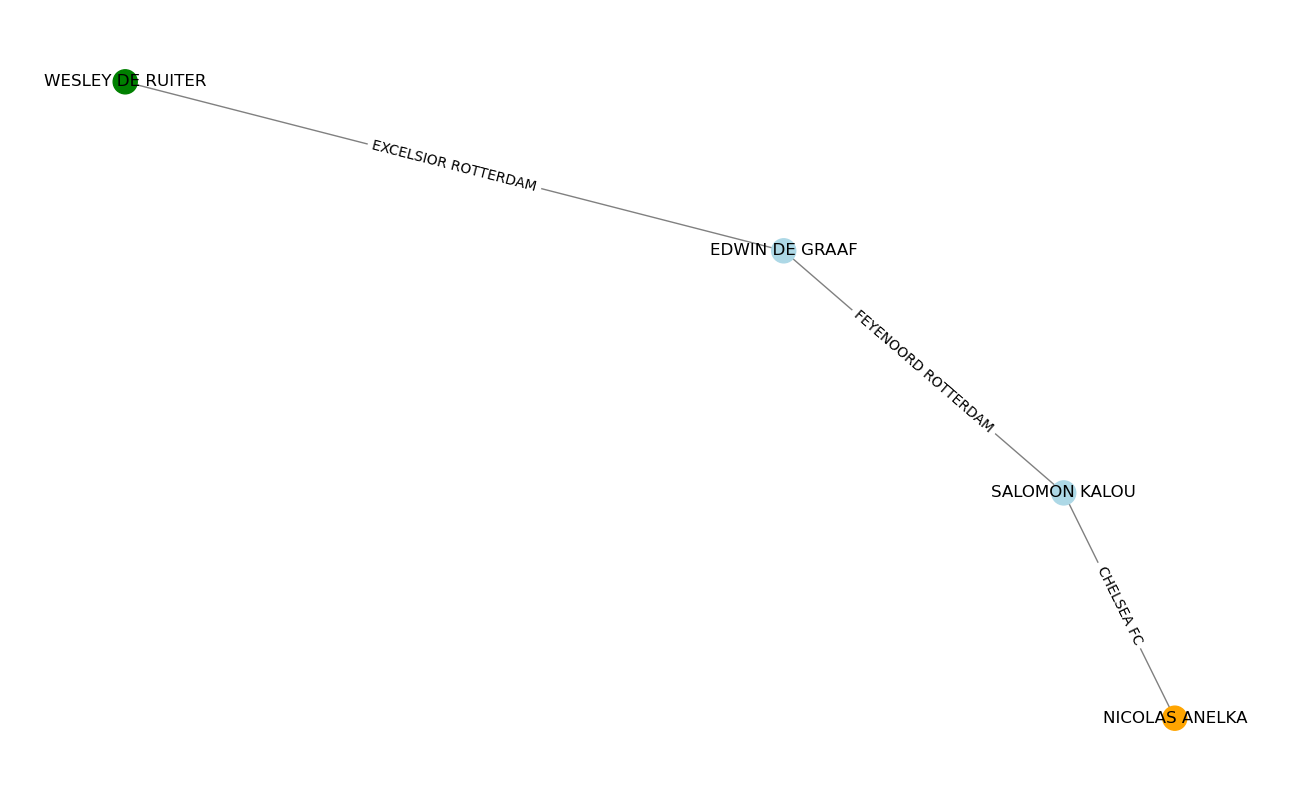 WESLEY DE RUITER
EXCELSIOR ROTTERDAM
EDWIN DE GRAAF
FEYENOORD ROTTERDAM
SALOMON KALOU
CHELSEA FC
NICOLAS ANELKA